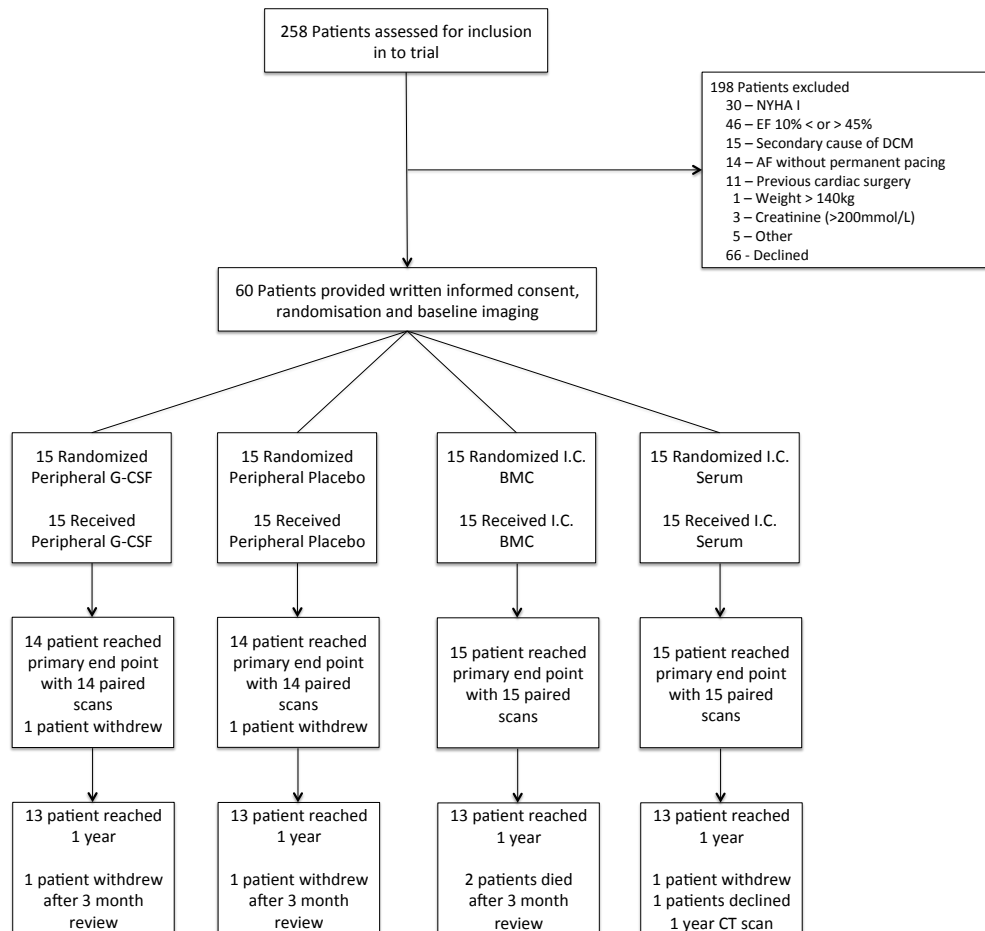 258 Patients assessed for inclusion
in to trial
198 Patients excluded
30 – NYHA I
46 – EF 10% < or > 45%
15 – Secondary cause of DCM
14 – AF without permanent pacing
11 – Previous cardiac surgery
1 – Weight > 140kg
3 – Creatinine (>200mmol/L)
5 – Other
66 - Declined
60 Patients provided written informed consent,
randomisation and baseline imaging
15 Randomized
Peripheral G-CSF
15 Received
Peripheral G-CSF
15 Randomized
Peripheral Placebo
15 Received
Peripheral Placebo
15 Randomized I.C.
BMC
15 Received I.C.
BMC
15 Randomized I.C.
Serum
15 Received I.C.
Serum
14 patient reached
primary end point
with 14 paired
scans
1 patient withdrew
14 patient reached
primary end point
with 14 paired
scans
1 patient withdrew
15 patient reached
primary end point
with 15 paired
scans
15 patient reached
primary end point
with 15 paired
scans
13 patient reached
1 year
1 patient withdrew
after 3 month
review
13 patient reached
1 year
1 patient withdrew
after 3 month
review
13 patient reached
1 year
2 patients died
after 3 month
review
13 patient reached
1 year
1 patient withdrew
1 patients declined
1 year CT scan